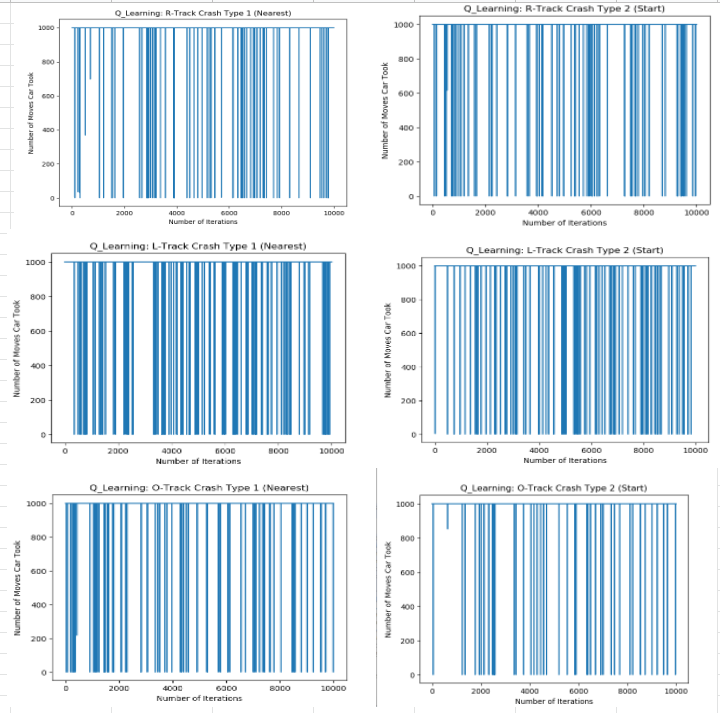 Q_Learning: R-Track Crash Type 1 (Nearest)
Number of Moves Car Took
1000
800
600
400
200
0
0 2000 4000 6000 8000 10000
Number of Iterations
Q_Learning: R-Track Crash Type 2 (Start)
Number of Moves Car Took
1000
800
600
400
200
0
0 2000 4000 6000 8000 10000
Number of Iterations
Q_Learning: L-Track Crash Type 1 (Nearest)
Number of Moves Car Took
1000
800
600
400
200
0
0 2000 4000 6000 8000 10000
Number of Iterations
Q_Learning: L-Track Crash Type 2 (Start)
Number of Moves Car Took
1000
800
600
400
200
0
0 2000 4000 6000 8000 10000
Number of Iterations
Q_Learning: O-Track Crash Type 1 (Nearest)
Number of Moves Car Took
1000
800
600
400
200
0
0 2000 4000 6000 8000 10000
Number of Iterations
Q_Learning: O-Track Crash Type 2 (Start)
Number of Moves Car Took
1000
800
600
400
200
0
0 2000 4000 6000 8000 10000
Number of Iterations